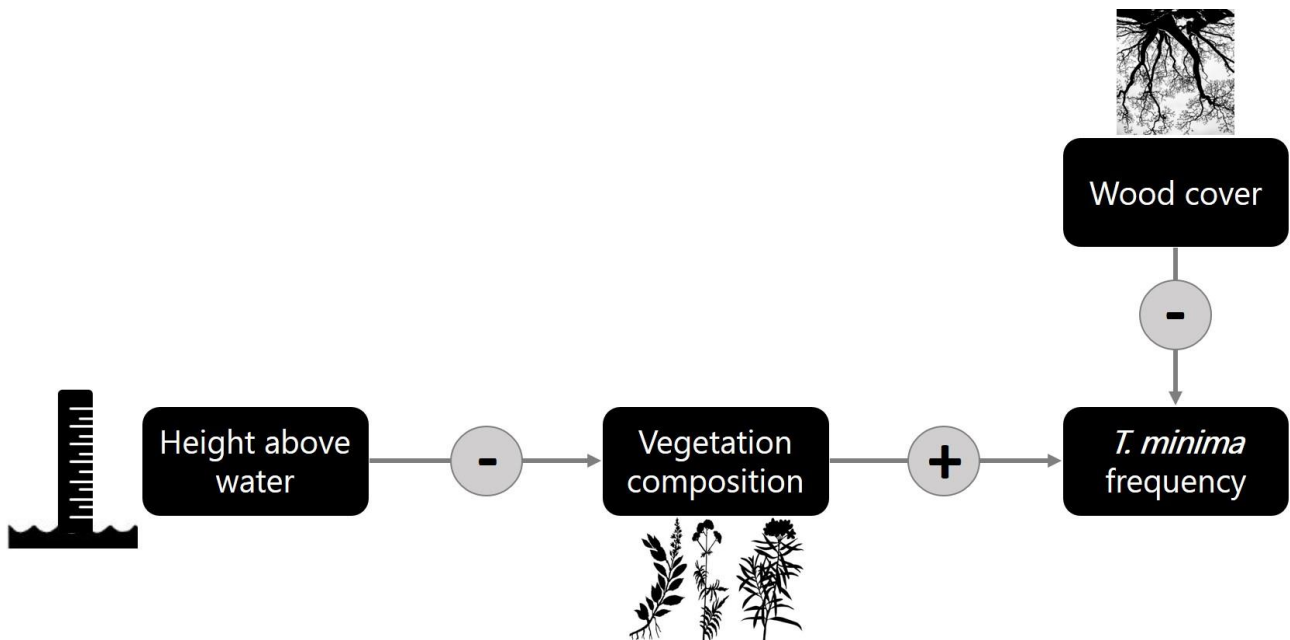 Wood cover
-
Height above
water
-
Vegetation
composition
+
T. minima
frequency